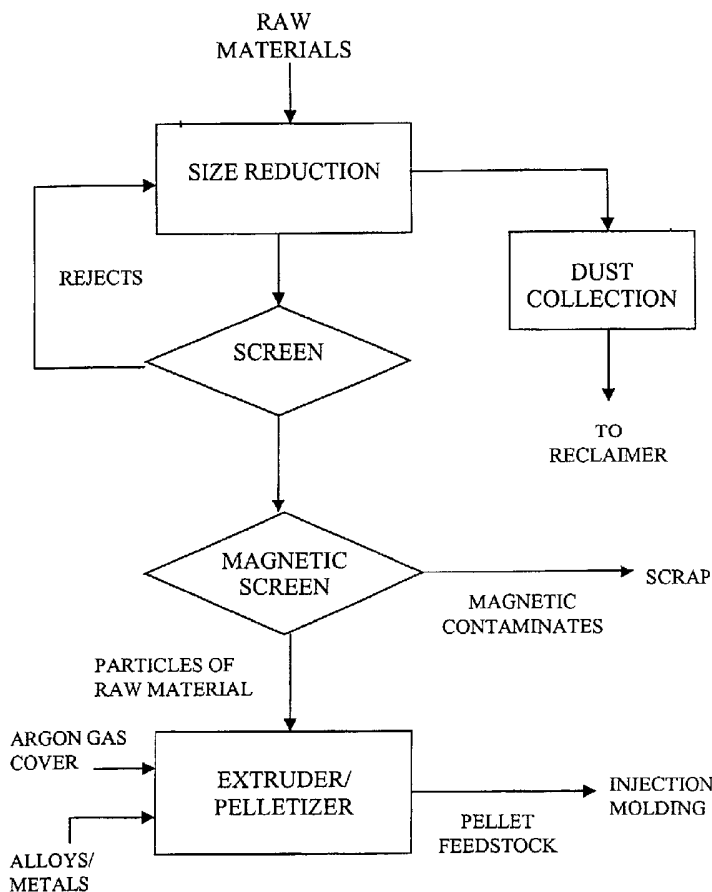 RAW
MATERIALS
SIZE REDUCTION
REJECTS
DUST
COLLECTION
SCREEN
TO
RECLAIMER
MAGNETIC
SCREEN
SCRAP
MAGNETIC
CONTAMINATES
PARTICLES OF
RAW MATERIAL
ARGON GAS
COVER
EXTRUDER/
PELLETIZER
INJECTION
MOLDING
PELLET
FEEDSTOCK
ALLOYS/
METALS